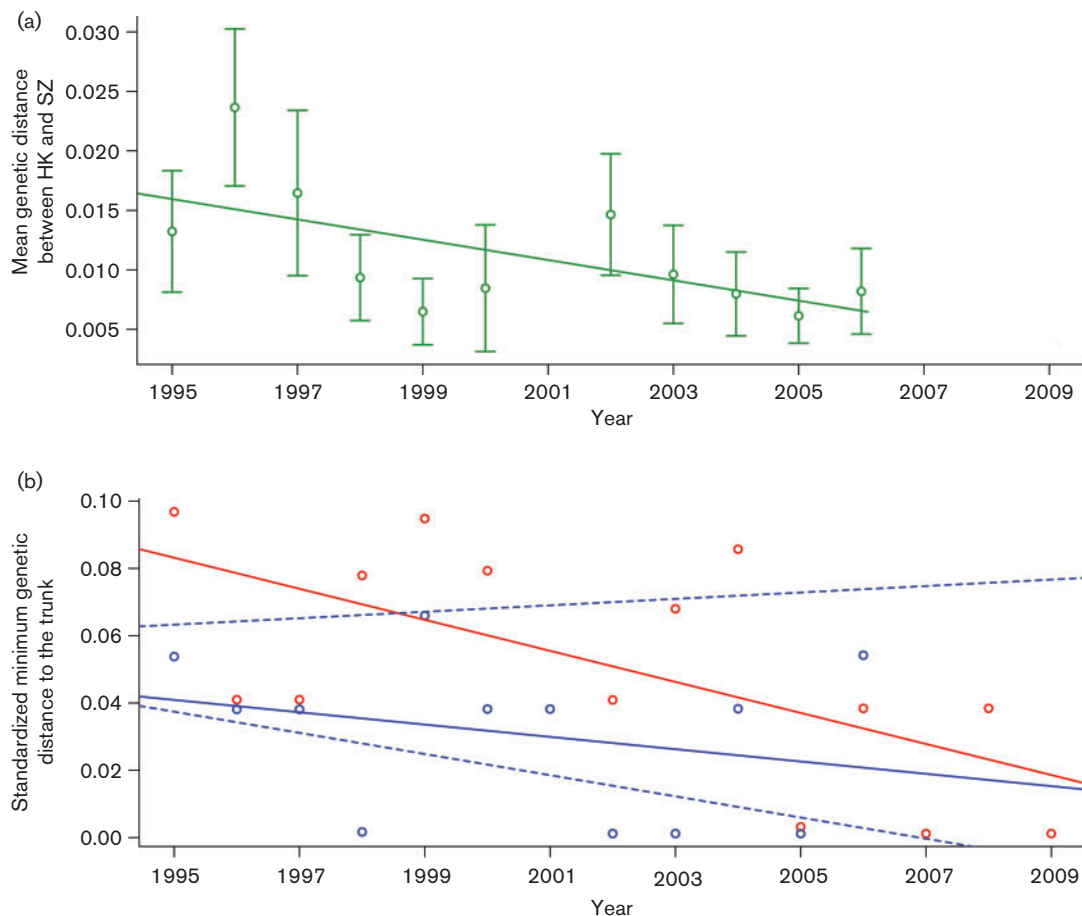 (a)
Mean genetic distance
between HK and SZ
0.030
0.025
0.020
0.015
0.010
0.005
1995 1997 1999 2001 2003 2005 2007 2009
Year
(b)
Standardized minimum genetic
distance to the trunk
0.10
0.08
0.06
0.04
0.02
0.00
1995 1997 1999 2001 2003 2005 2007 2009
Year